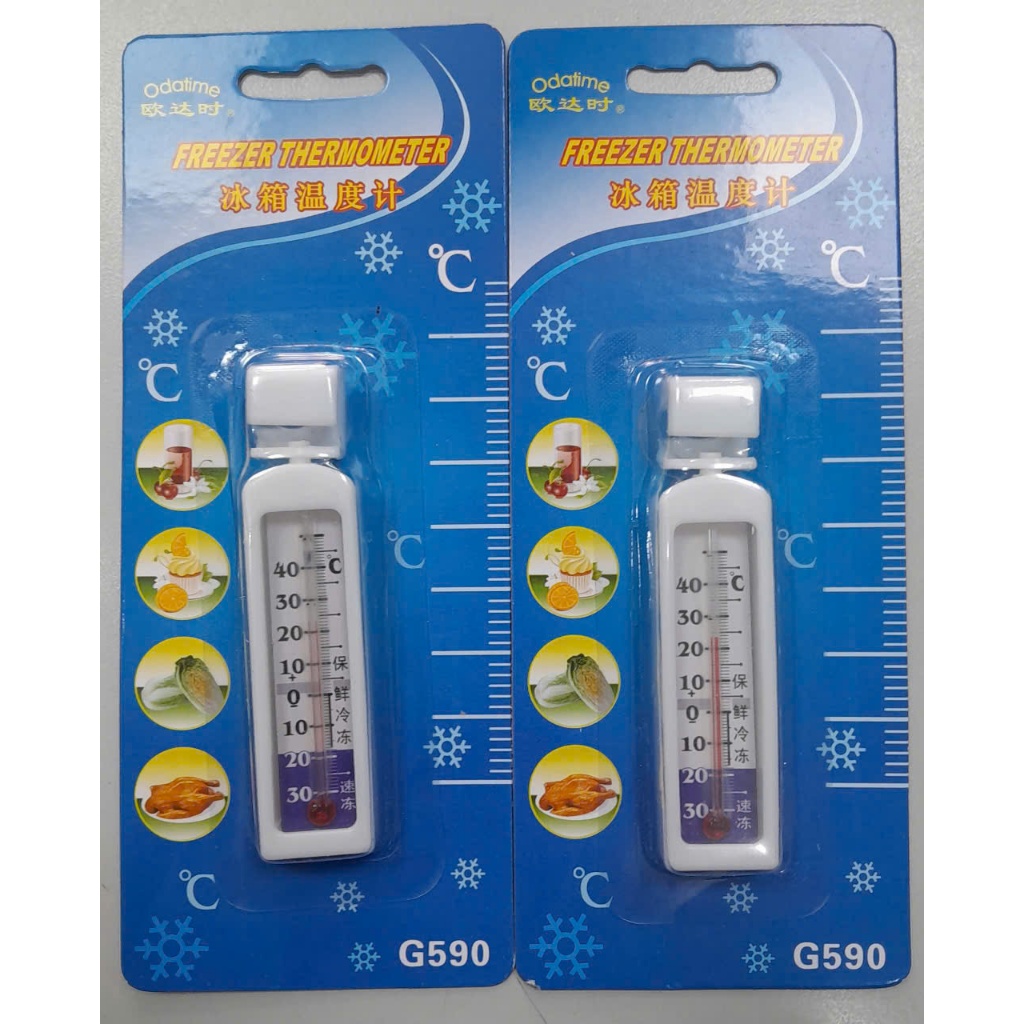 Odatime
欧达时®
FREEZER THERMOMETER
冰箱温度计
℃
℃
℃
40 ℃
30
20
10 保
+
0 鲜
冷
10 冻
20
速
30 冻
℃
G590
Odatime
欧达时®
FREEZER THERMOMETER
冰箱温度计
℃
℃
℃
40 ℃
30
20
10 保
+
0 鲜
冷
10 冻
20
速
30 冻
℃
G590